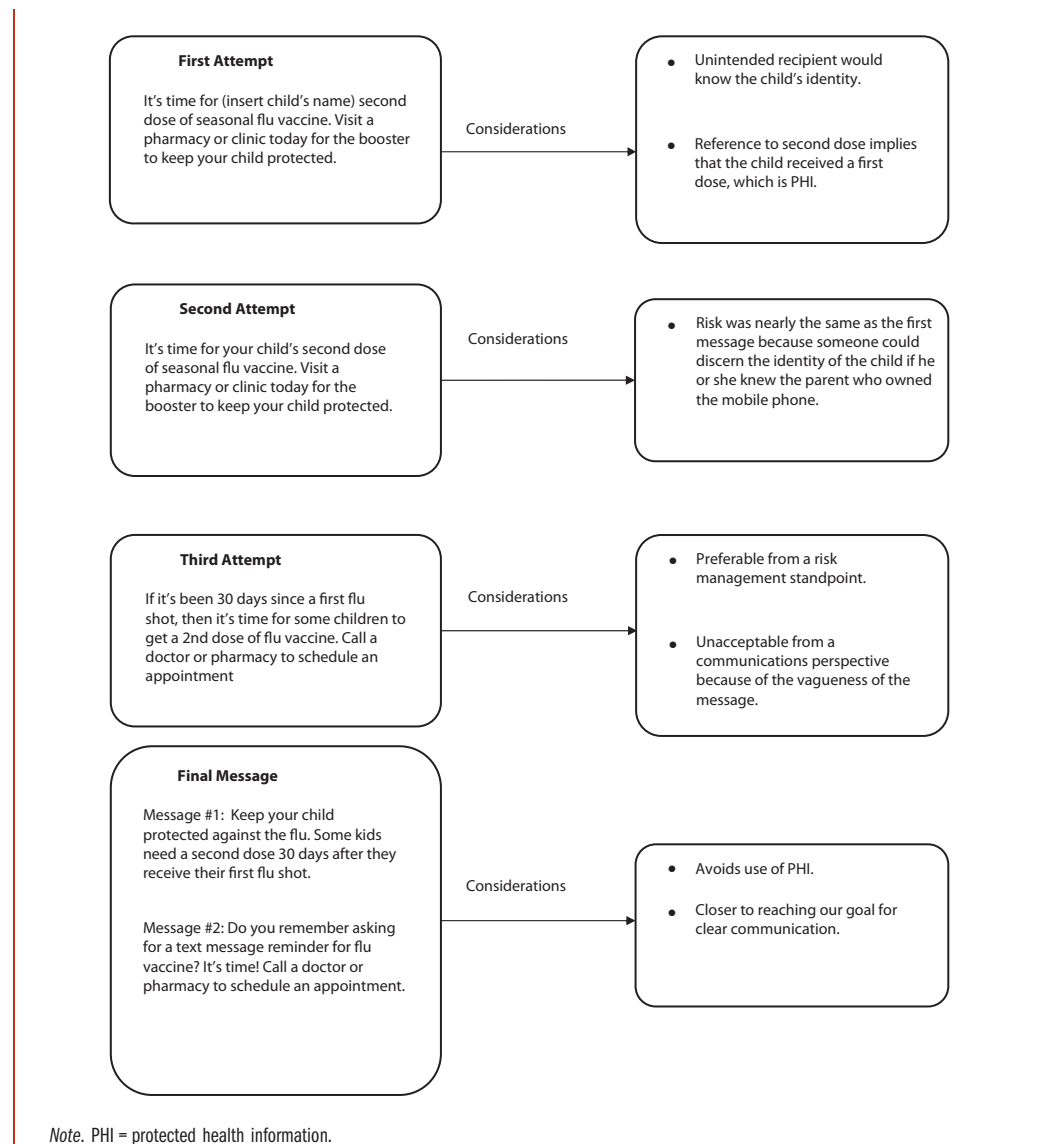 First Attempt
It's time for (insert child's name) second
dose of seasonal flu vaccine. Visit a
pharmacy or clinic today for the booster
to keep your child protected.
Considerations
● Unintended recipient would
know the child's identity.
● Reference to second dose implies
that the child received a first
dose, which is PHI.
Second Attempt
It's time for your child's second dose
of seasonal flu vaccine. Visit a
pharmacy or clinic today for the
booster to keep your child protected.
Considerations
● Risk was nearly the same as the first
message because someone could
discern the identity of the child if he
or she knew the parent who owned
the mobile phone.
Third Attempt
If it's been 30 days since a first flu
shot, then it's time for some children to
get a 2nd dose of flu vaccine. Call a
doctor or pharmacy to schedule an
appointment
Considerations
● Preferable from a risk
management standpoint.
● Unacceptable from a
communications perspective
because of the vagueness of the
message.
Final Message
Message #1: Keep your child
protected against the flu. Some kids
need a second dose 30 days after they
receive their first flu shot.
Message #2: Do you remember asking
for a text message reminder for flu
vaccine? It's time! Call a doctor or
pharmacy to schedule an appointment.
Considerations
● Avoids use of PHI.
● Closer to reaching our goal for
clear communication.
Note. PHI = protected health information.